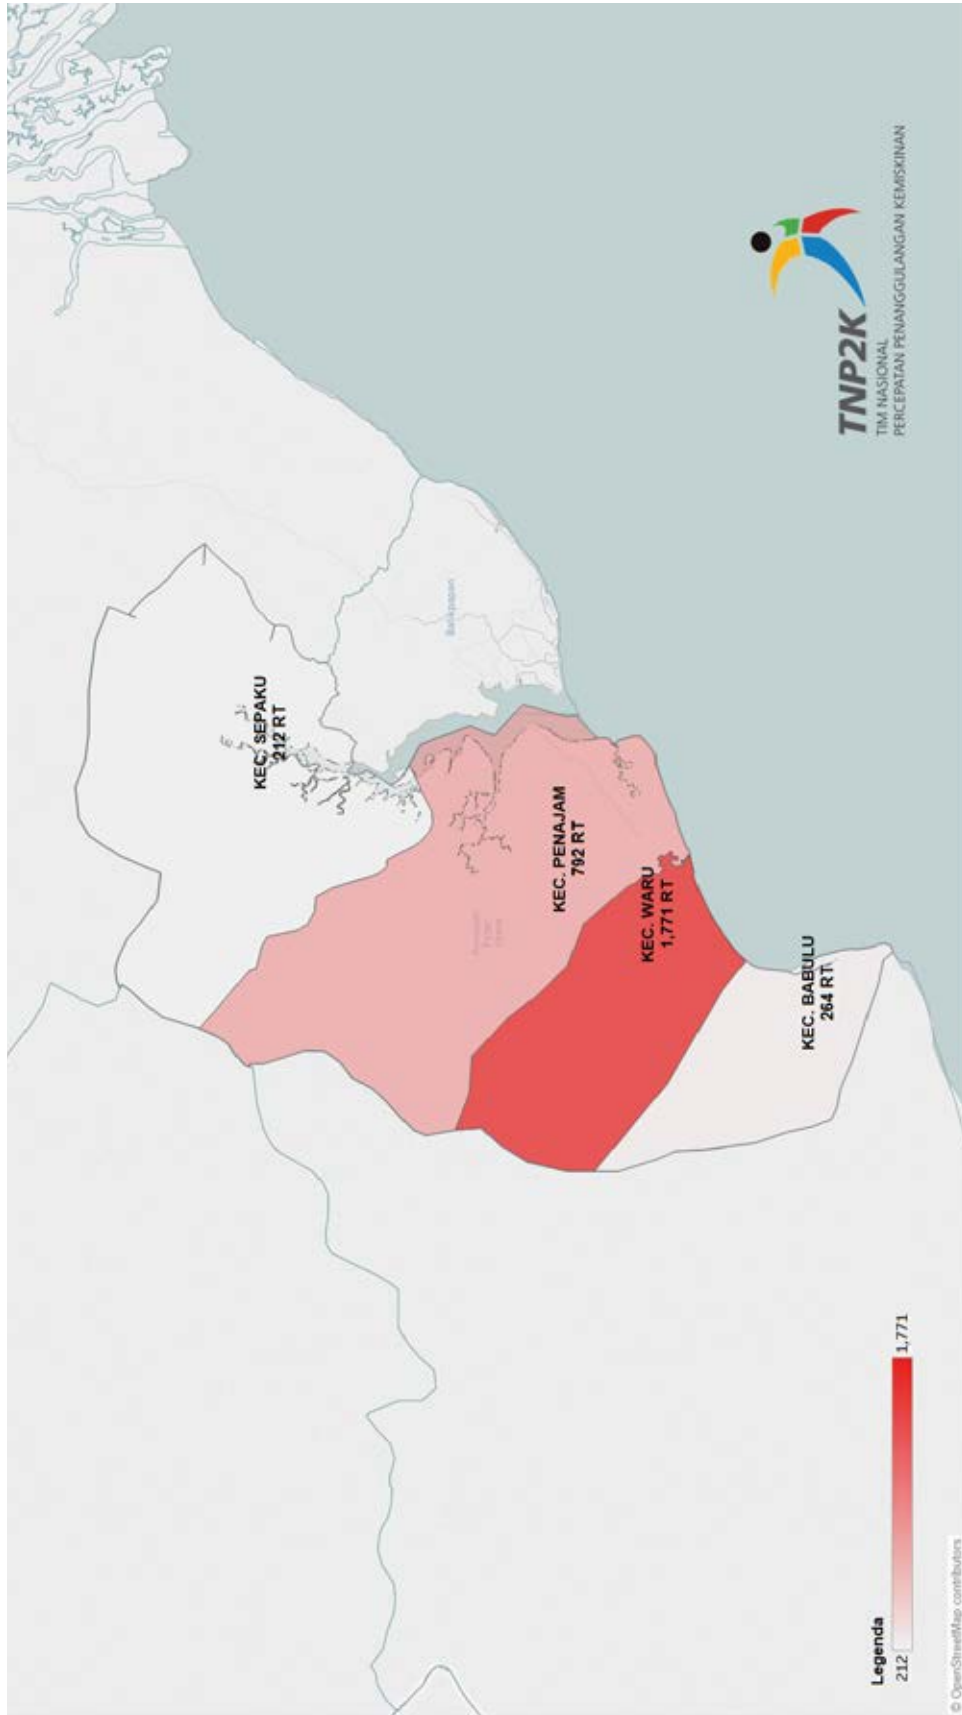 KEC. SEPAKU
212 RT
Balikpapan
KEC. PENAJAM
792 RT
KEC. WARU
1,771 RT
KEC. BABULU
264 RT
TNP2K
TIM NASIONAL
PERCEPATAN PENANGGULANGAN KEMISKINAN
Legenda
212
1,771
© OpenStreetMap contributors